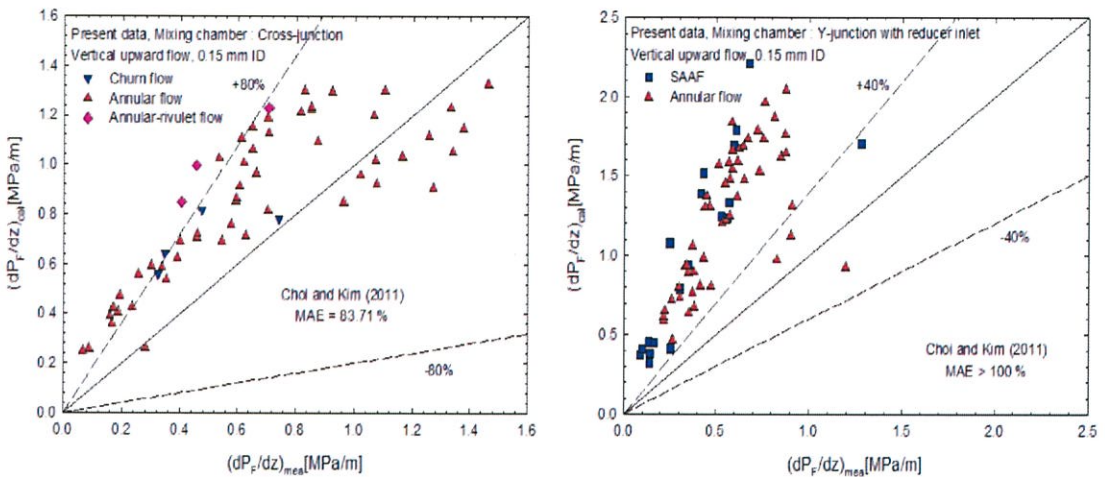 Present data, Mixing chamber : Cross-junction
Vertical upward flow, 0.15 mm ID
Churn flow
Annular flow
Annular-rivulet flow
+80%
Choi and Kim (2011)
MAE = 83.71 %
-80%
1.6
1.4
1.2
1.0
0.8
0.6
0.4
0.2
0.0
(dP_F/dz)_cal[MPa/m]
0.0 0.2 0.4 0.6 0.8 1.0 1.2 1.4 1.6
(dP_F/dz)_mea[MPa/m]
Present data, Mixing chamber : Y-junction with reducer inlet
Vertical upward flow, 0.15 mm ID
SAAF
Annular flow
+40%
-40%
Choi and Kim (2011)
MAE > 100 %
2.5
2.0
1.5
1.0
0.5
0.0
(dP_F/dz)_cal[MPa/m]
0.0 0.5 1.0 1.5 2.0 2.5
(dP_F/dz)_mea[MPa/m]